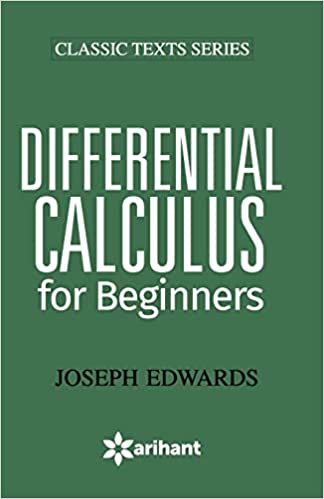 CLASSIC TEXTS SERIES
DIFFERENTIAL
CALCULUS
for Beginners
JOSEPH EDWARDS
arihant